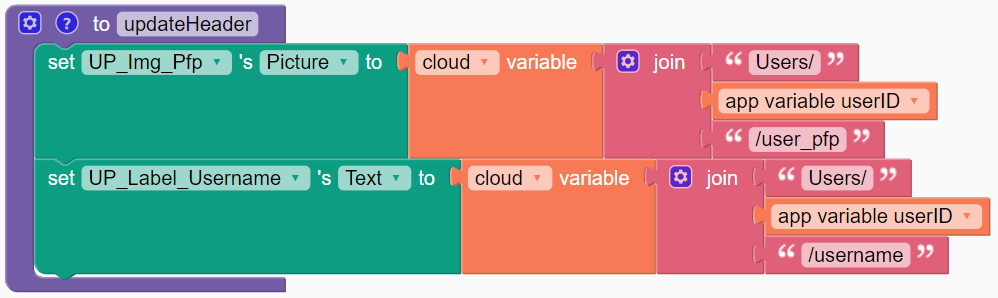 ? to updateHeader
set UP_Img_Pfp 's Picture to cloud variable join “ Users/ ”
app variable userID
“ /user_pfp ”
set UP_Label_Username 's Text to cloud variable join “ Users/ ”
app variable userID
“ /username ”